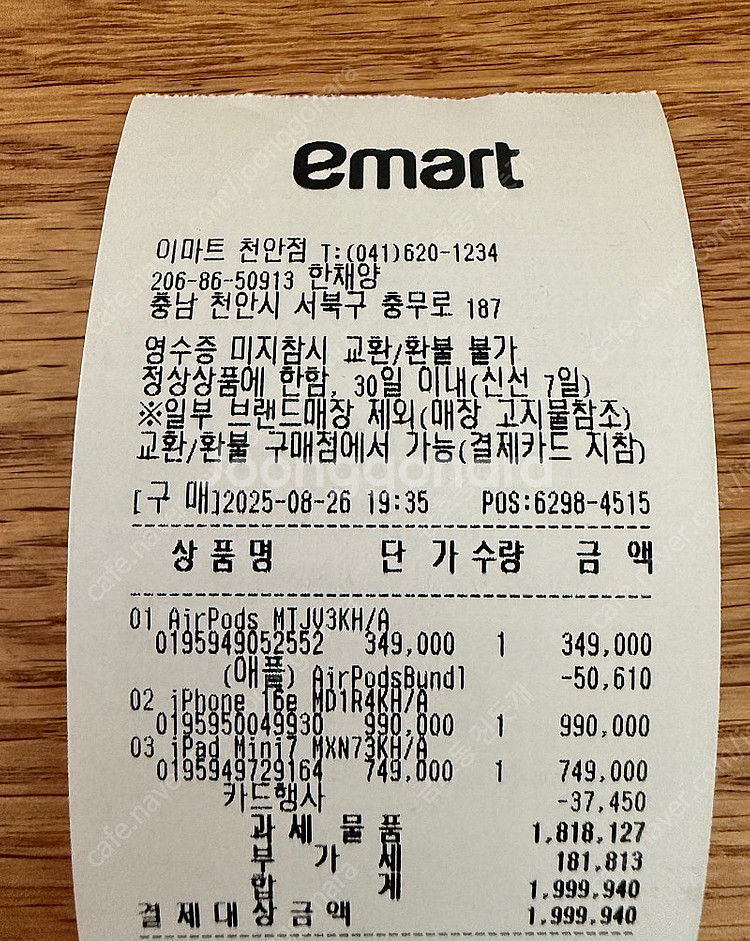 emart
이마트 천안점 T:(041)620-1234
206-86-50913 한채양
충남 천안시 서북구 충무로 187
영수증 미지참시 교환/환불 불가
정상상품에 한함, 30일 이내(신선 7일)
※일부 브랜드매장 제외(매장 고지물참조)
교환/환불 구매점에서 가능(결제카드 지참)
[구 매]2025-08-26 19:35 POS:6298-4515
상 품 명 단 가 수량 금 액
01 AirPods MTJV3KH/A
0195949052552 349,000 1 349,000
(애플) AirPodsBundl -50,610
02 iPhone 16e MD1R4KH/A
0195950049930 990,000 1 990,000
03 iPad Mini7 MXN73KH/A
0195949729164 749,000 1 749,000
카드행사 -37,450
과 세 물 품 1,818,127
부 가 세 181,813
합 계 1,999,940
결 제 대 상 금 액 1,999,940
joonggonara